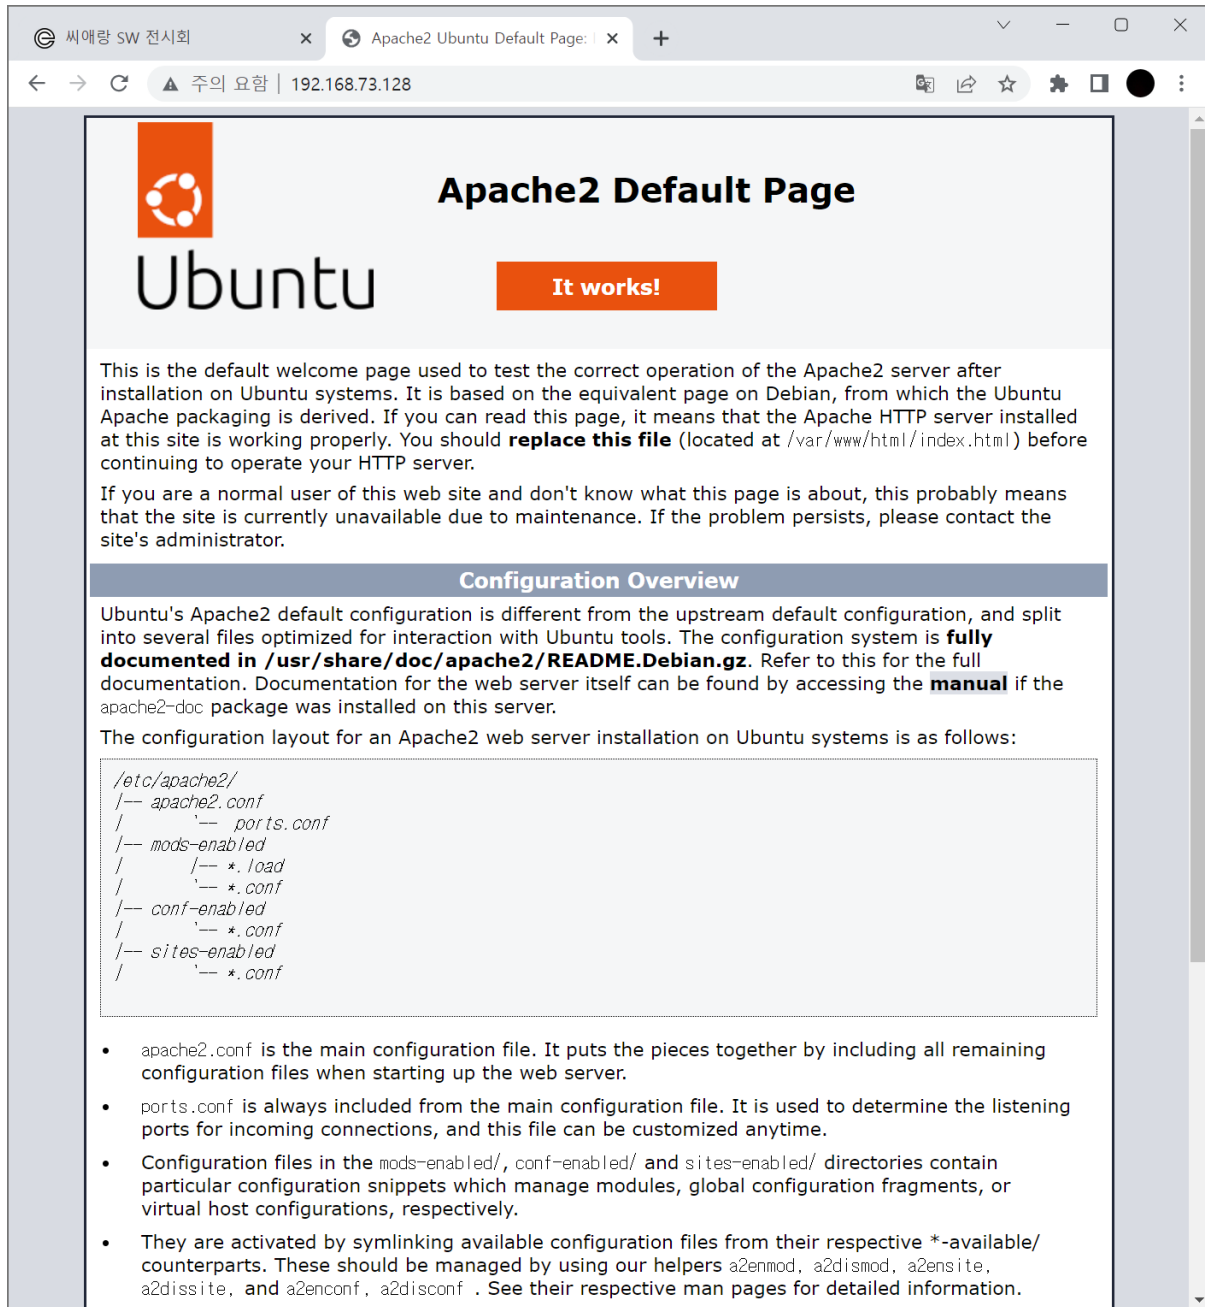 씨애랑 SW 전시회
Apache2 Ubuntu Default Page:
주의 요함 | 192.168.73.128
Apache2 Default Page
Ubuntu
It works!
This is the default welcome page used to test the correct operation of the Apache2 server after
installation on Ubuntu systems. It is based on the equivalent page on Debian, from which the Ubuntu
Apache packaging is derived. If you can read this page, it means that the Apache HTTP server installed
at this site is working properly. You should replace this file (located at /var/www/html/index.html) before
continuing to operate your HTTP server.
If you are a normal user of this web site and don't know what this page is about, this probably means
that the site is currently unavailable due to maintenance. If the problem persists, please contact the
site's administrator.
Configuration Overview
Ubuntu's Apache2 default configuration is different from the upstream default configuration, and split
into several files optimized for interaction with Ubuntu tools. The configuration system is fully
documented in /usr/share/doc/apache2/README.Debian.gz. Refer to this for the full
documentation. Documentation for the web server itself can be found by accessing the manual if the
apache2-doc package was installed on this server.
The configuration layout for an Apache2 web server installation on Ubuntu systems is as follows:
/etc/apache2/
|-- apache2.conf
|       `--  ports.conf
|-- mods-enabled
|       |-- *.load
|       `-- *.conf
|-- conf-enabled
|       `-- *.conf
|-- sites-enabled
|       `-- *.conf
• apache2.conf is the main configuration file. It puts the pieces together by including all remaining
configuration files when starting up the web server.
• ports.conf is always included from the main configuration file. It is used to determine the listening
ports for incoming connections, and this file can be customized anytime.
• Configuration files in the mods-enabled/, conf-enabled/ and sites-enabled/ directories contain
particular configuration snippets which manage modules, global configuration fragments, or
virtual host configurations, respectively.
• They are activated by symlinking available configuration files from their respective *-available/
counterparts. These should be managed by using our helpers a2enmod, a2dismod, a2ensite,
a2dissite, and a2enconf, a2disconf . See their respective man pages for detailed information.